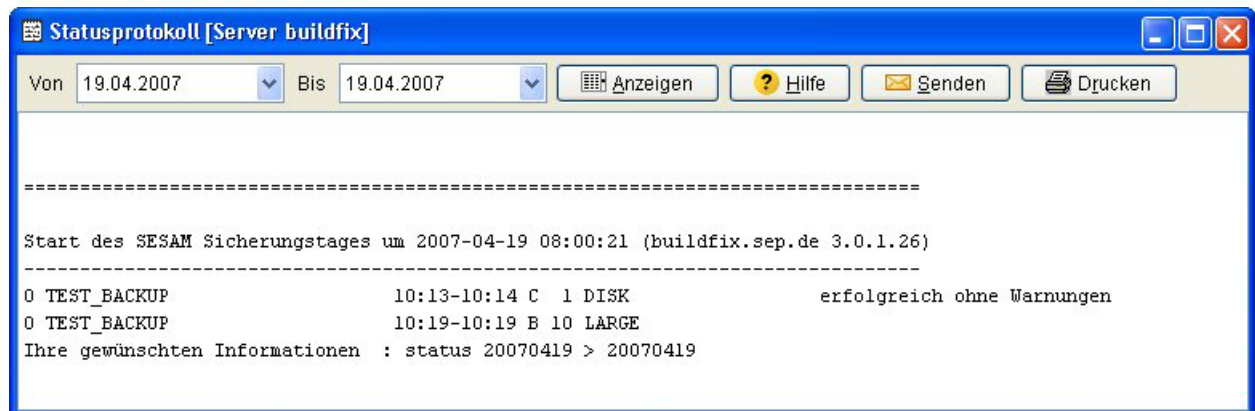 Statusprotokoll [Server buildfix]
Von 19.04.2007 Bis 19.04.2007 Anzeigen ? Hilfe Senden Drucken
================================================================================
Start des SESAM Sicherungstages um 2007-04-19 08:00:21 (buildfix.sep.de 3.0.1.26)
--------------------------------------------------------------------------------
0 TEST_BACKUP 10:13-10:14 C 1 DISK erfolgreich ohne Warnungen
0 TEST_BACKUP 10:19-10:19 B 10 LARGE
Ihre gewünschten Informationen : status 20070419 > 20070419